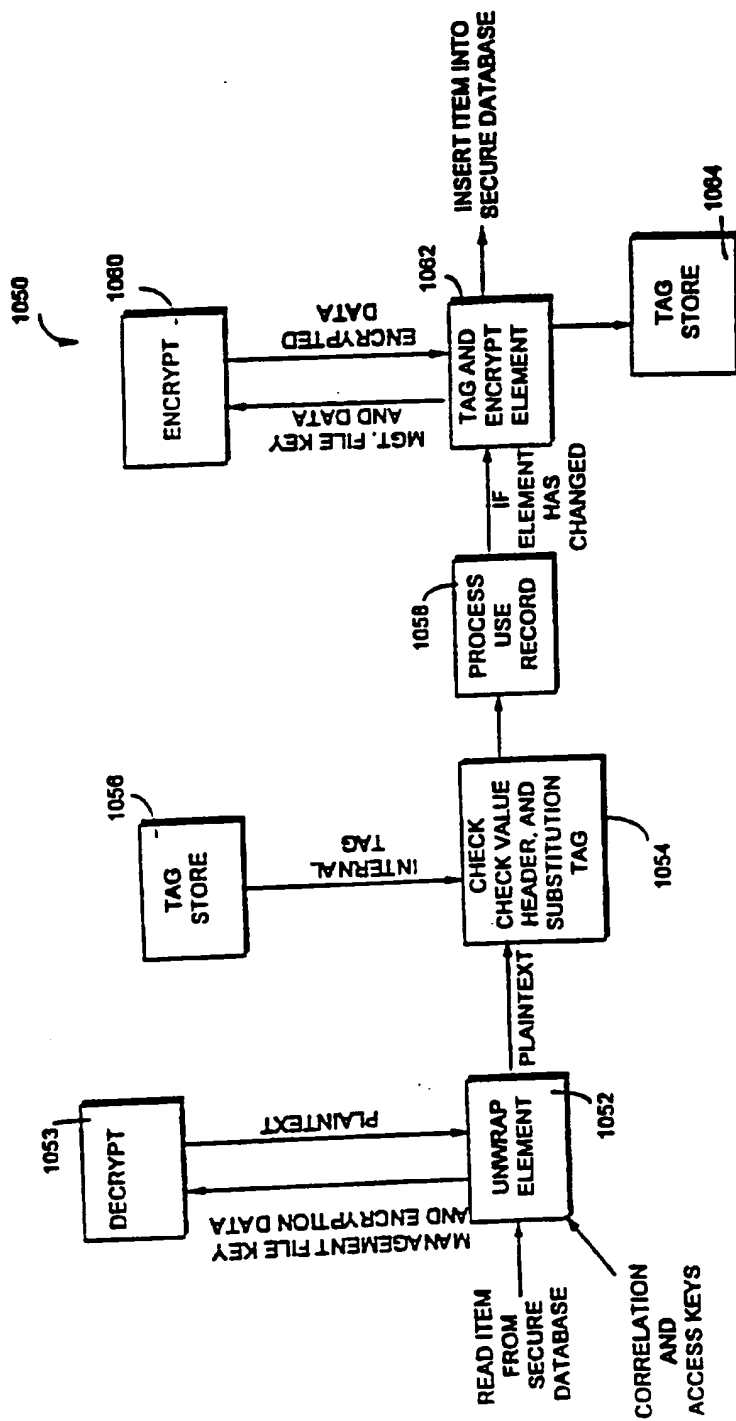 1050
1053
DECRYPT
MANAGEMENT FILE KEY
AND ENCRYPTION DATA
PLAINTEXT
READ ITEM
FROM
SECURE
DATABASE
UNWRAP
ELEMENT
1052
CORRELATION
AND
ACCESS KEYS
PLAINTEXT
1056
TAG
STORE
INTERNAL
TAG
CHECK
CHECK VALUE
HEADER, AND
SUBSTITUTION
TAG
1054
1058
PROCESS
USE
RECORD
IF
ELEMENT
HAS
CHANGED
1060
ENCRYPT
MGT. FILE KEY
AND DATA
ENCRYPTED
DATA
1062
TAG AND
ENCRYPT
ELEMENT
INSERT ITEM INTO
SECURE DATABASE
TAG
STORE
1064